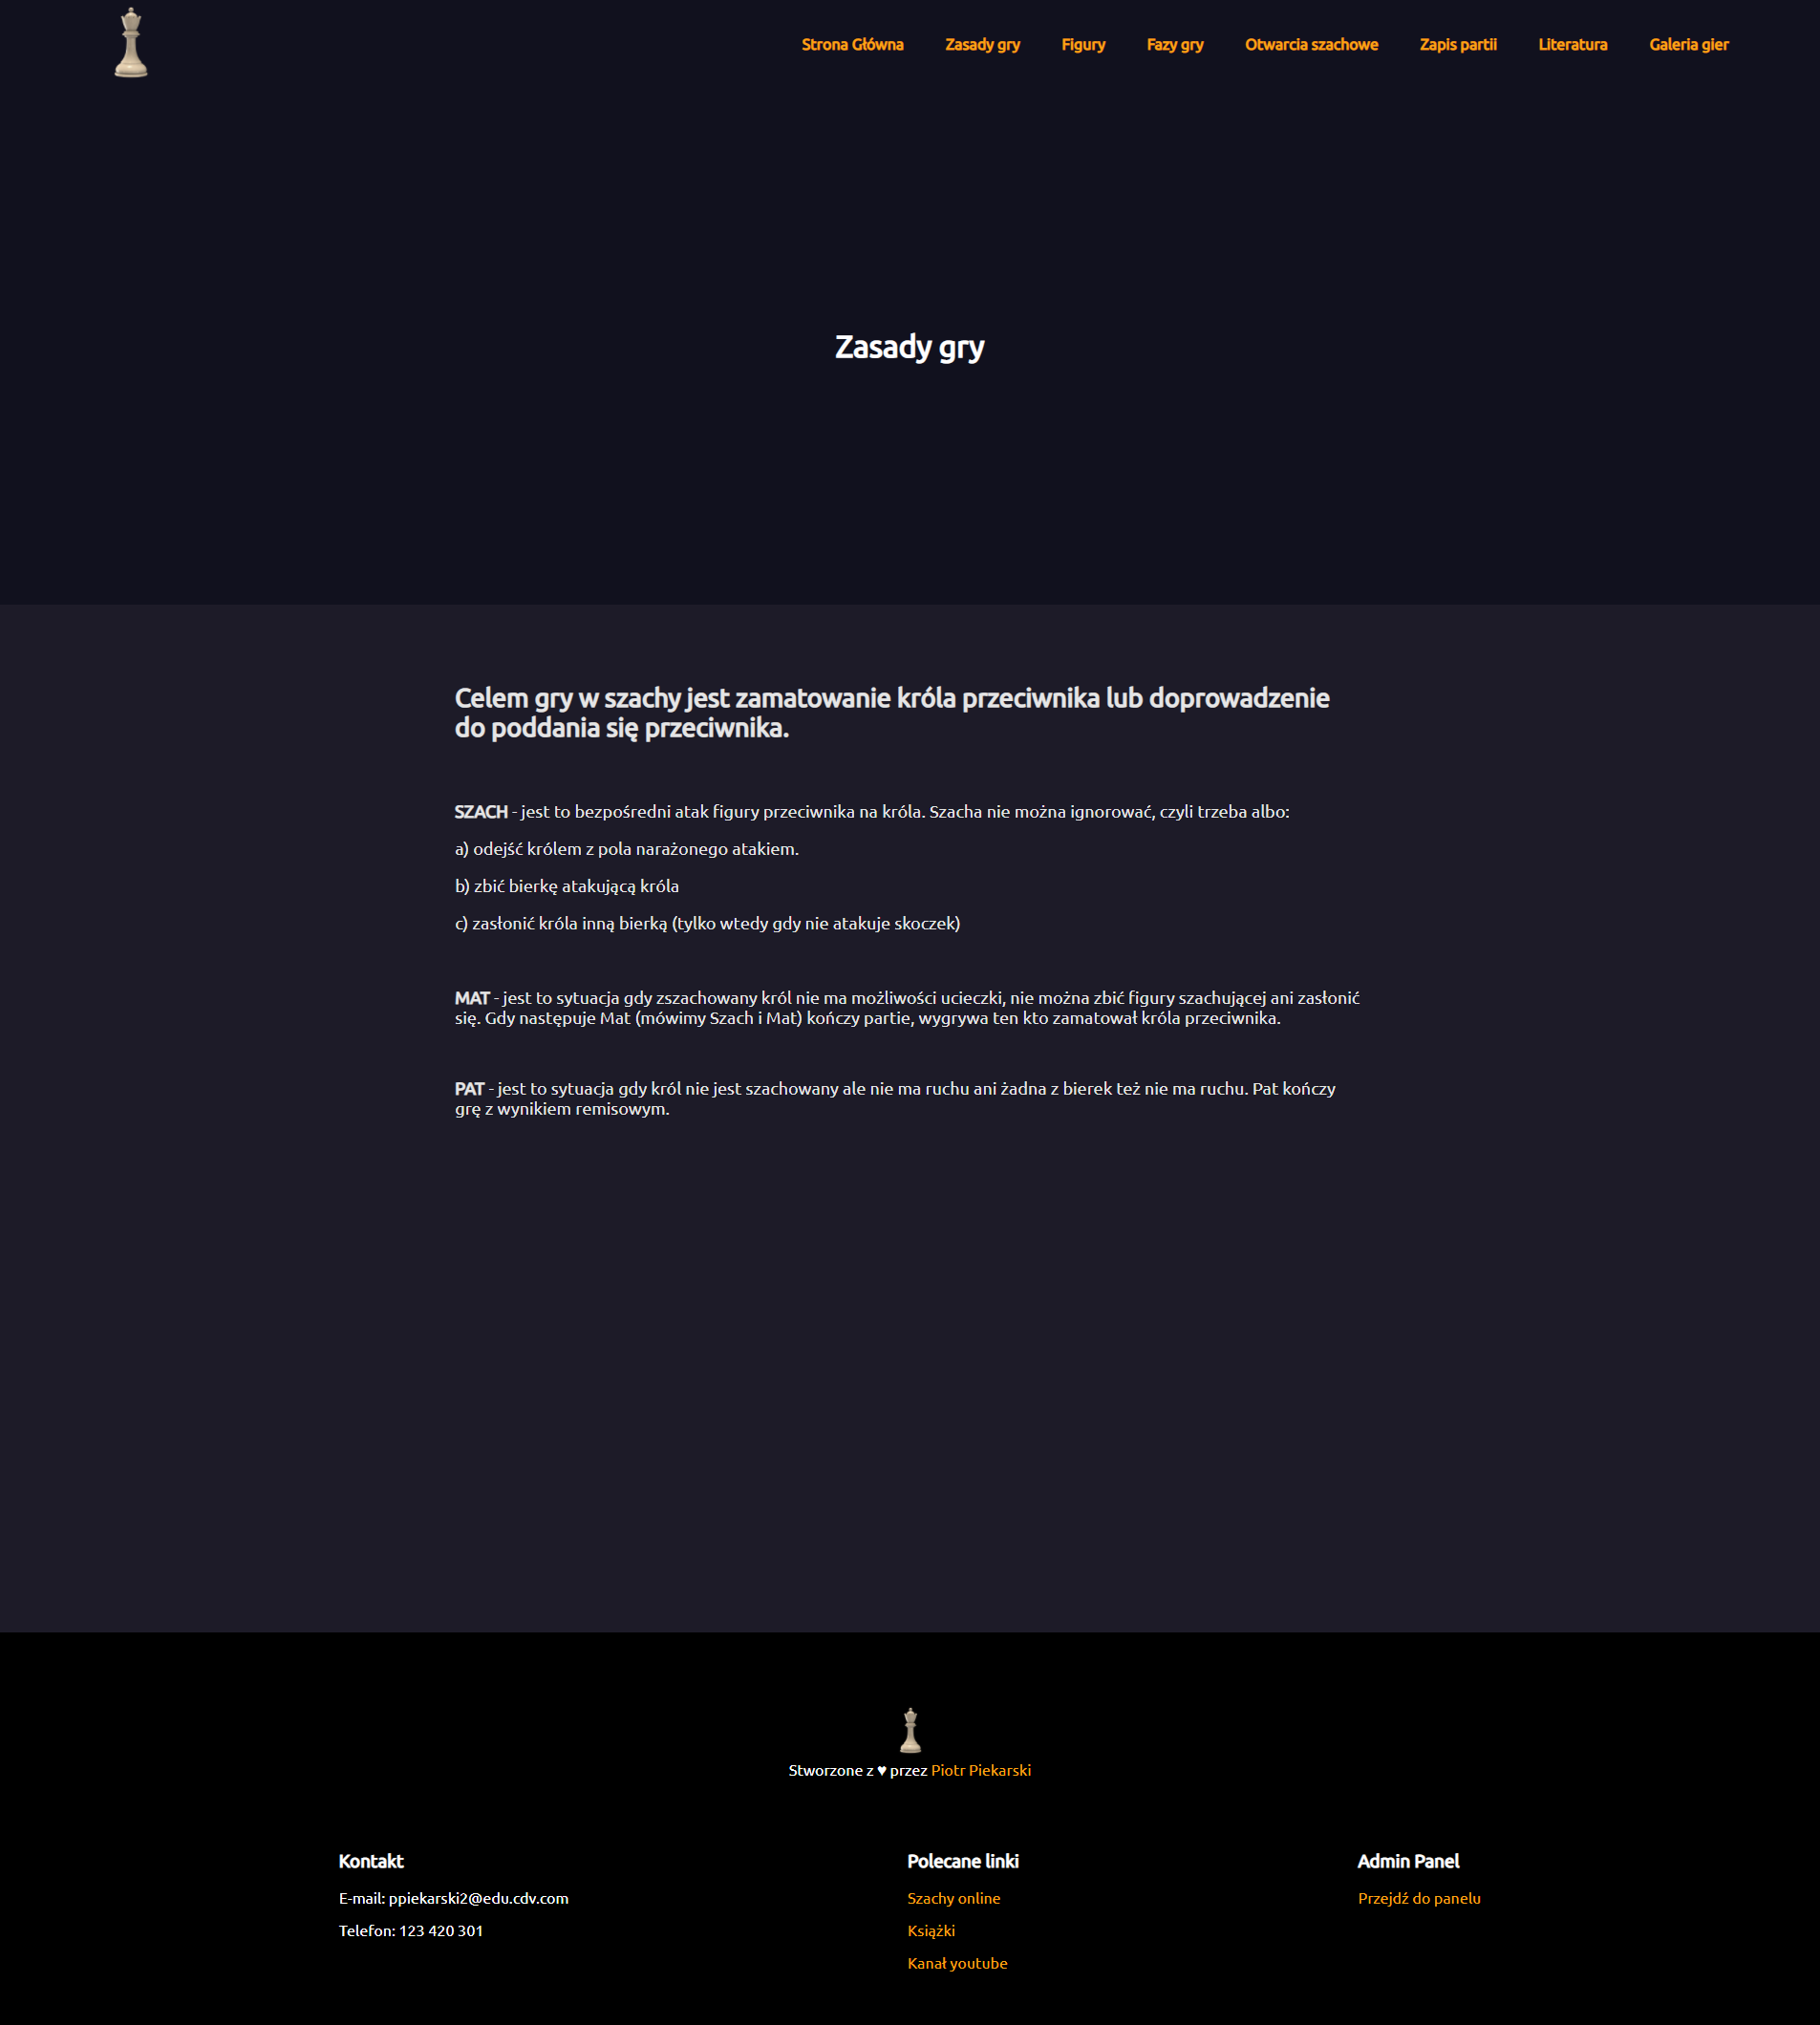 Strona Główna Zasady gry Figury Fazy gry Otwarcia szachowe Zapis partii Literatura Galeria gier
Zasady gry
Celem gry w szachy jest zamatowanie króla przeciwnika lub doprowadzenie
do poddania się przeciwnika.
SZACH - jest to bezpośredni atak figury przeciwnika na króla. Szacha nie można ignorować, czyli trzeba albo:
a) odejść królem z pola narażonego atakiem.
b) zbić bierkę atakującą króla
c) zasłonić króla inną bierką (tylko wtedy gdy nie atakuje skoczek)
MAT - jest to sytuacja gdy zszachowany król nie ma możliwości ucieczki, nie można zbić figury szachującej ani zasłonić
się. Gdy następuje Mat (mówimy Szach i Mat) kończy partie, wygrywa ten kto zamatował króla przeciwnika.
PAT - jest to sytuacja gdy król nie jest szachowany ale nie ma ruchu ani żadna z bierek też nie ma ruchu. Pat kończy
grę z wynikiem remisowym.
Stworzone z ♥ przez Piotr Piekarski
Kontakt
E-mail: ppiekarski2@edu.cdv.com
Telefon: 123 420 301
Polecane linki
Szachy online
Książki
Kanał youtube
Admin Panel
Przejdź do panelu